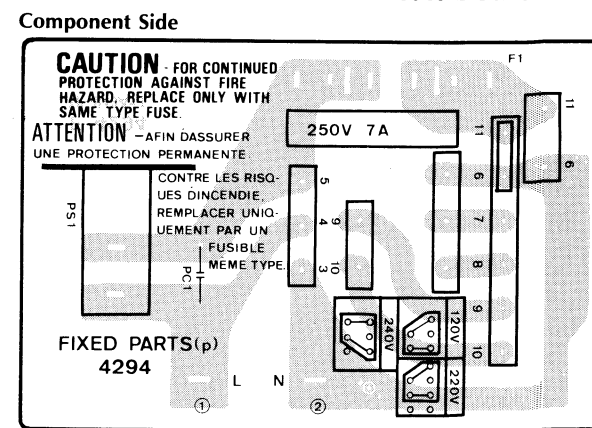 Component Side
CAUTION - FOR CONTINUED
PROTECTION AGAINST FIRE
HAZARD, REPLACE ONLY WITH
SAME TYPE FUSE.
ATTENTION - AFIN DASSURER
UNE PROTECTION PERMANENTE
CONTRE LES RISQ-
UES DINCENDIE,
REMPLACER UNIQ-
UEMENT PAR UN
FUSIBLE
MEME TYPE.
F1
250V 7A
11
6
11
6
7
8
9
10
5
4
3
9
10
PS1
PC1
240V
120V
220V
FIXED PARTS(p)
4294
L N
1 2